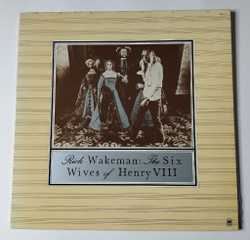 Rick Wakeman: The Six
Wives of Henry VIII